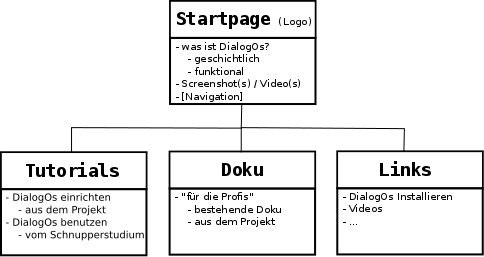 Startpage (Logo)
- was ist DialogOs?
- geschichtlich
- funktional
- Screenshot(s) / Video(s)
- [Navigation]
Tutorials
- DialogOs einrichten
- aus dem Projekt
- DialogOs benutzen
- vom Schnupperstudium
Doku
- "für die Profis"
- bestehende Doku
- aus dem Projekt
Links
- DialogOs Installieren
- Videos
- ...